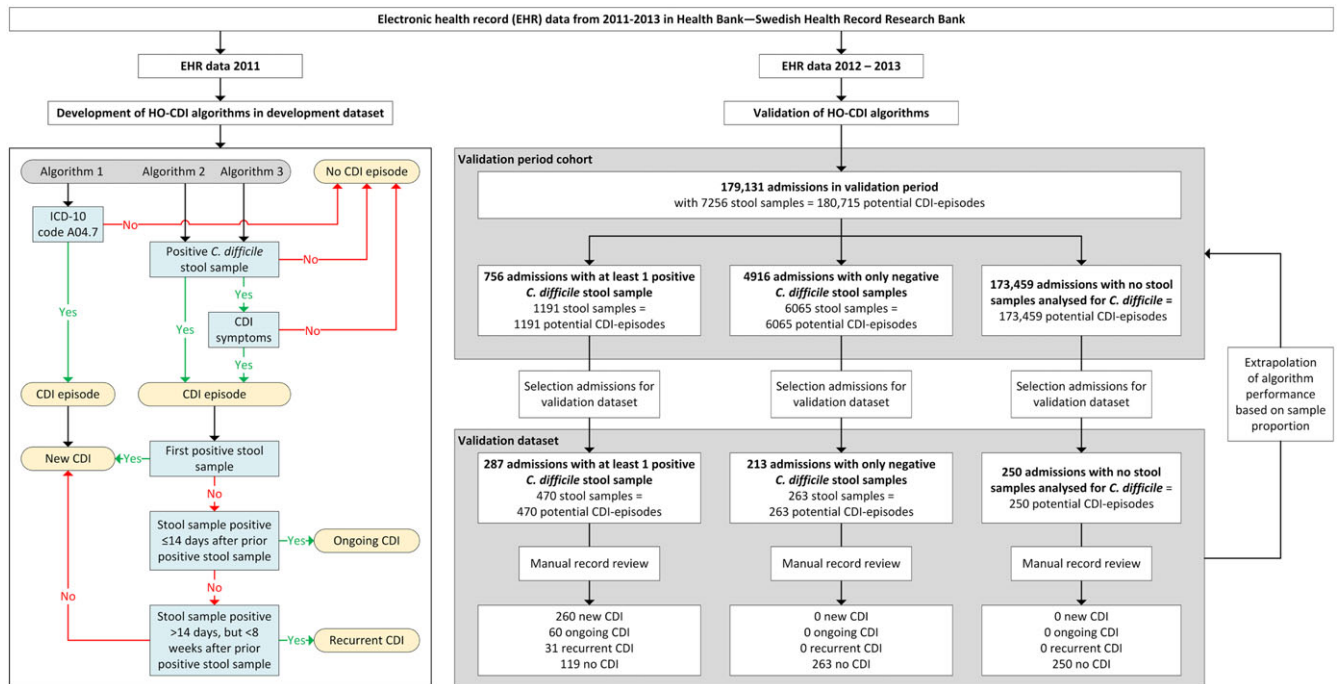 Electronic health record (EHR) data from 2011-2013 in Health Bank—Swedish Health Record Research Bank
EHR data 2011
Development of HO-CDI algorithms in development dataset
Algorithm 1
Algorithm 2
Algorithm 3
No CDI episode
ICD-10
code A04.7
No
Positive C. difficile
stool sample
No
Yes
Yes
Yes
CDI
symptoms
No
Yes
CDI episode
CDI episode
New CDI
Yes
First positive stool
sample
No
Stool sample positive
≤14 days after prior
positive stool sample
Yes
Ongoing CDI
No
No
Stool sample positive
>14 days, but <8
weeks after prior
positive stool sample
Yes
Recurrent CDI
EHR data 2012 – 2013
Validation of HO-CDI algorithms
Validation period cohort
179,131 admissions in validation period
with 7256 stool samples = 180,715 potential CDI-episodes
756 admissions with at least 1 positive
C. difficile stool sample
1191 stool samples =
1191 potential CDI-episodes
4916 admissions with only negative
C. difficile stool samples
6065 stool samples =
6065 potential CDI-episodes
173,459 admissions with no stool
samples analysed for C. difficile =
173,459 potential CDI-episodes
Selection admissions for
validation dataset
Selection admissions for
validation dataset
Selection admissions for
validation dataset
Extrapolation
of algorithm
performance
based on sample
proportion
Validation dataset
287 admissions with at least 1 positive
C. difficile stool sample
470 stool samples =
470 potential CDI-episodes
213 admissions with only negative
C. difficile stool samples
263 stool samples =
263 potential CDI-episodes
250 admissions with no stool
samples analysed for C. difficile =
250 potential CDI-episodes
Manual record review
Manual record review
Manual record review
260 new CDI
60 ongoing CDI
31 recurrent CDI
119 no CDI
0 new CDI
0 ongoing CDI
0 recurrent CDI
263 no CDI
0 new CDI
0 ongoing CDI
0 recurrent CDI
250 no CDI